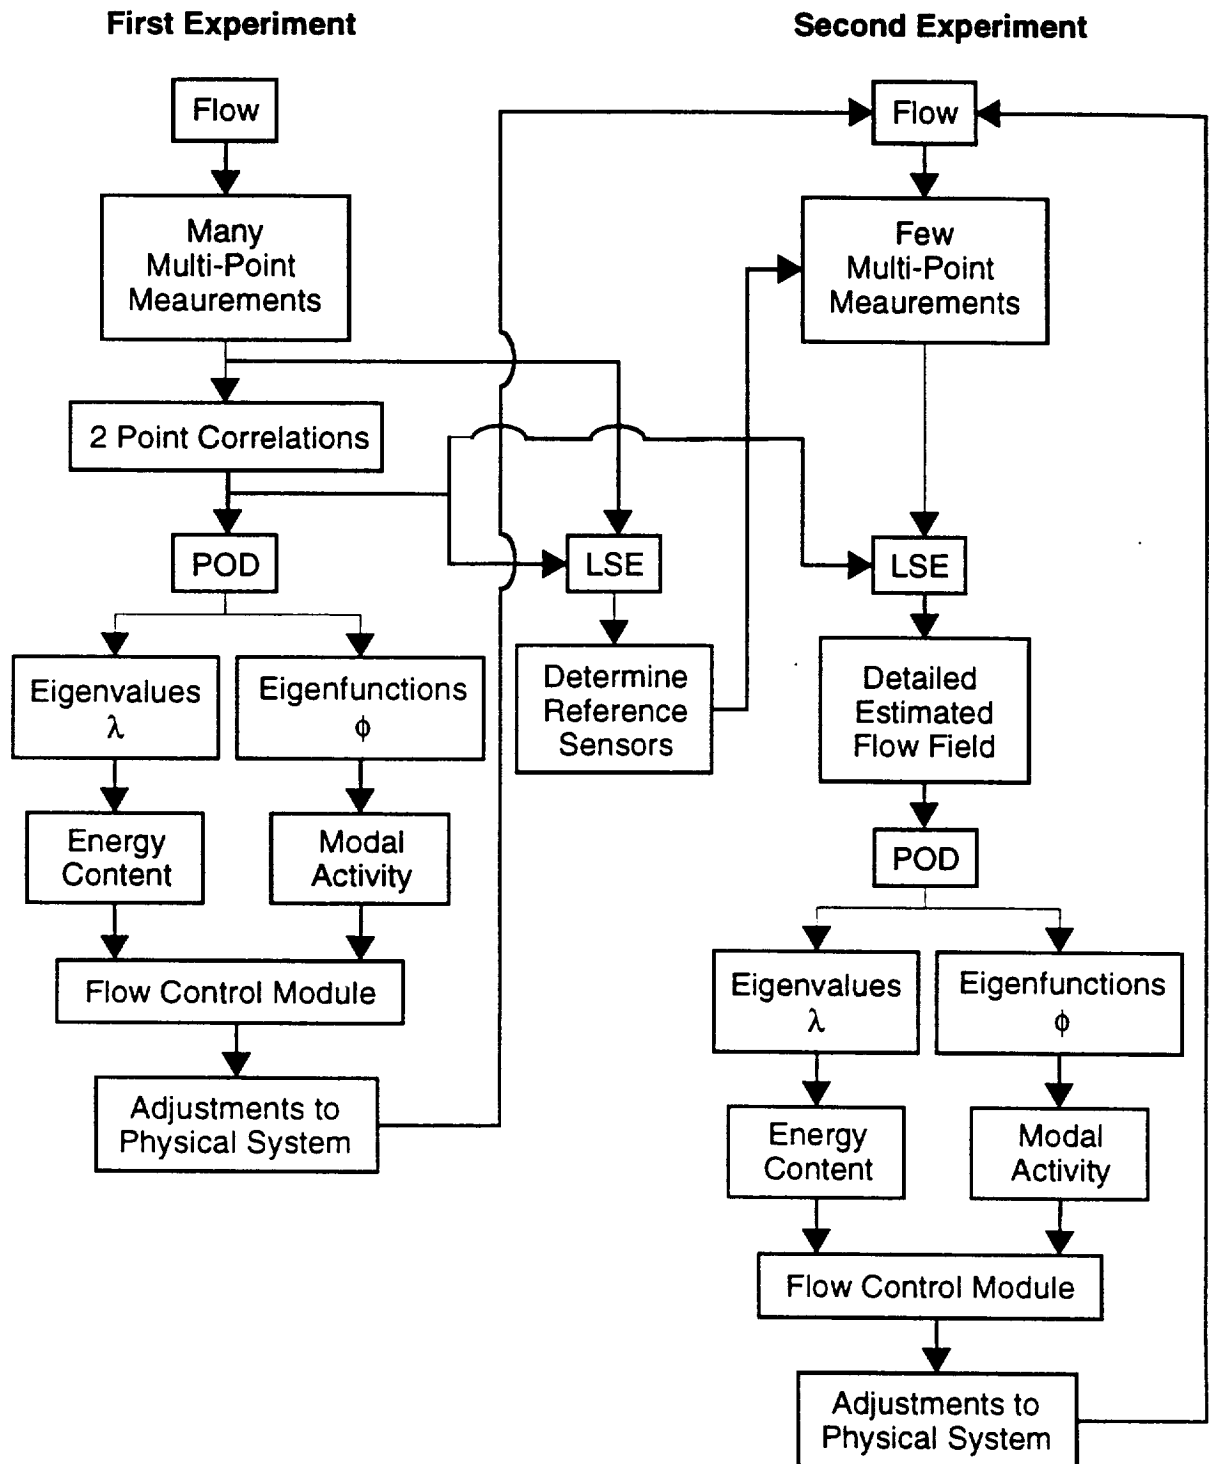 First Experiment
Flow
Many
Multi-Point
Meaurements
2 Point Correlations
POD
Eigenvalues
λ
Eigenfunctions
ϕ
Energy
Content
Modal
Activity
Flow Control Module
Adjustments to
Physical System
LSE
Determine
Reference
Sensors
Second Experiment
Flow
Few
Multi-Point
Meaurements
LSE
Detailed
Estimated
Flow Field
POD
Eigenvalues
λ
Eigenfunctions
ϕ
Energy
Content
Modal
Activity
Flow Control Module
Adjustments to
Physical System